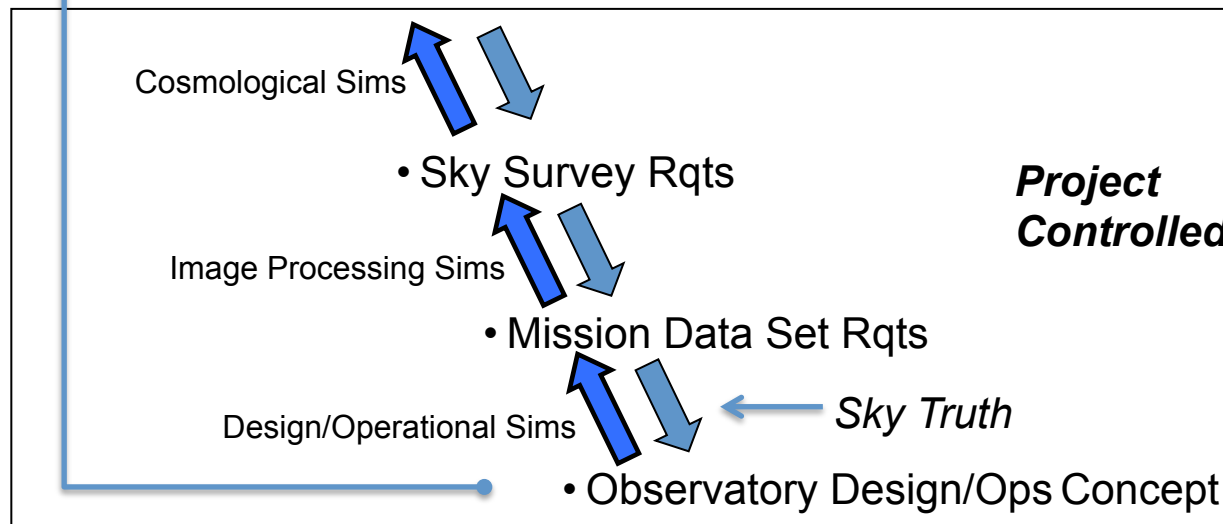 Cosmological Sims
• Sky Survey Rqts
Project
Controlled
Image Processing Sims
• Mission Data Set Rqts
Design/Operational Sims
Sky Truth
• Observatory Design/Ops Concept